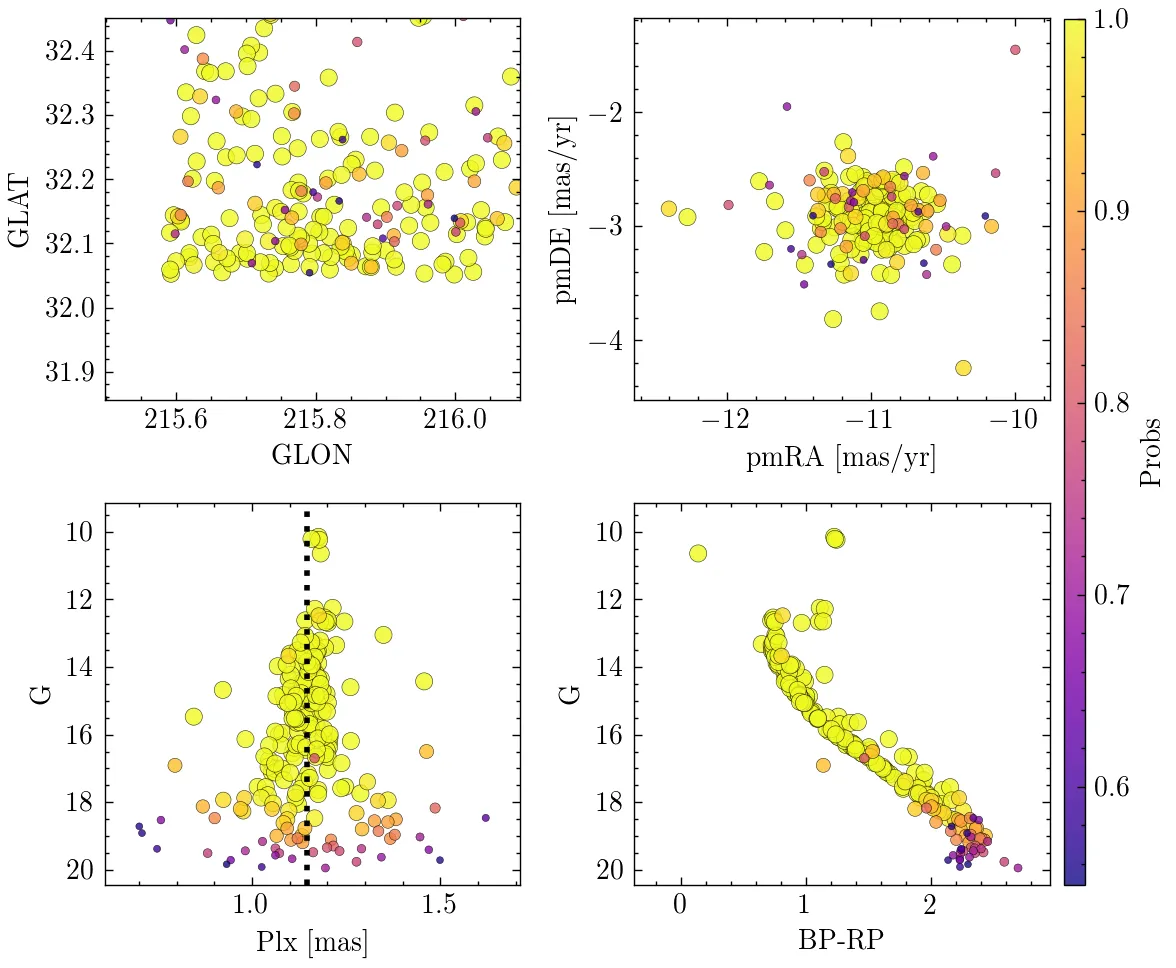 32.4
32.3
32.2
32.1
32.0
31.9
GLAT
215.6 215.8 216.0
GLON
−2
−3
−4
pmDE [mas/yr]
−12 −11 −10
pmRA [mas/yr]
1.0
0.9
0.8
0.7
0.6
Probs
10
12
14
16
18
20
G
1.0 1.5
Plx [mas]
10
12
14
16
18
20
G
0 1 2
BP-RP